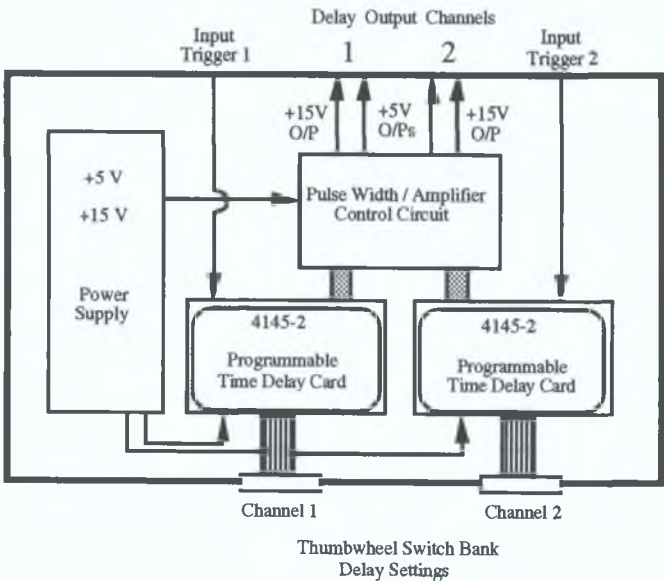 Delay Output Channels
Input
Trigger 1
1
2
Input
Trigger 2
+15V
O/P
+5V
O/Ps
+15V
O/P
+5 V
+15 V
Power
Supply
Pulse Width / Amplifier
Control Circuit
4145-2
Programmable
Time Delay Card
4145-2
Programmable
Time Delay Card
Channel 1
Channel 2
Thumbwheel Switch Bank
Delay Settings